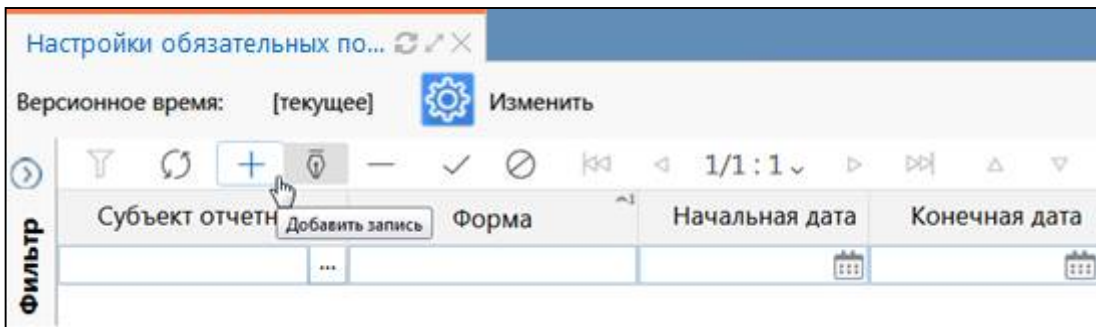 Настройки обязательных по...
Версионное время: [текущее] Изменить
1/1 : 1
Субъект отчетн Форма 1 Начальная дата Конечная дата
Добавить запись
...
Фильтр